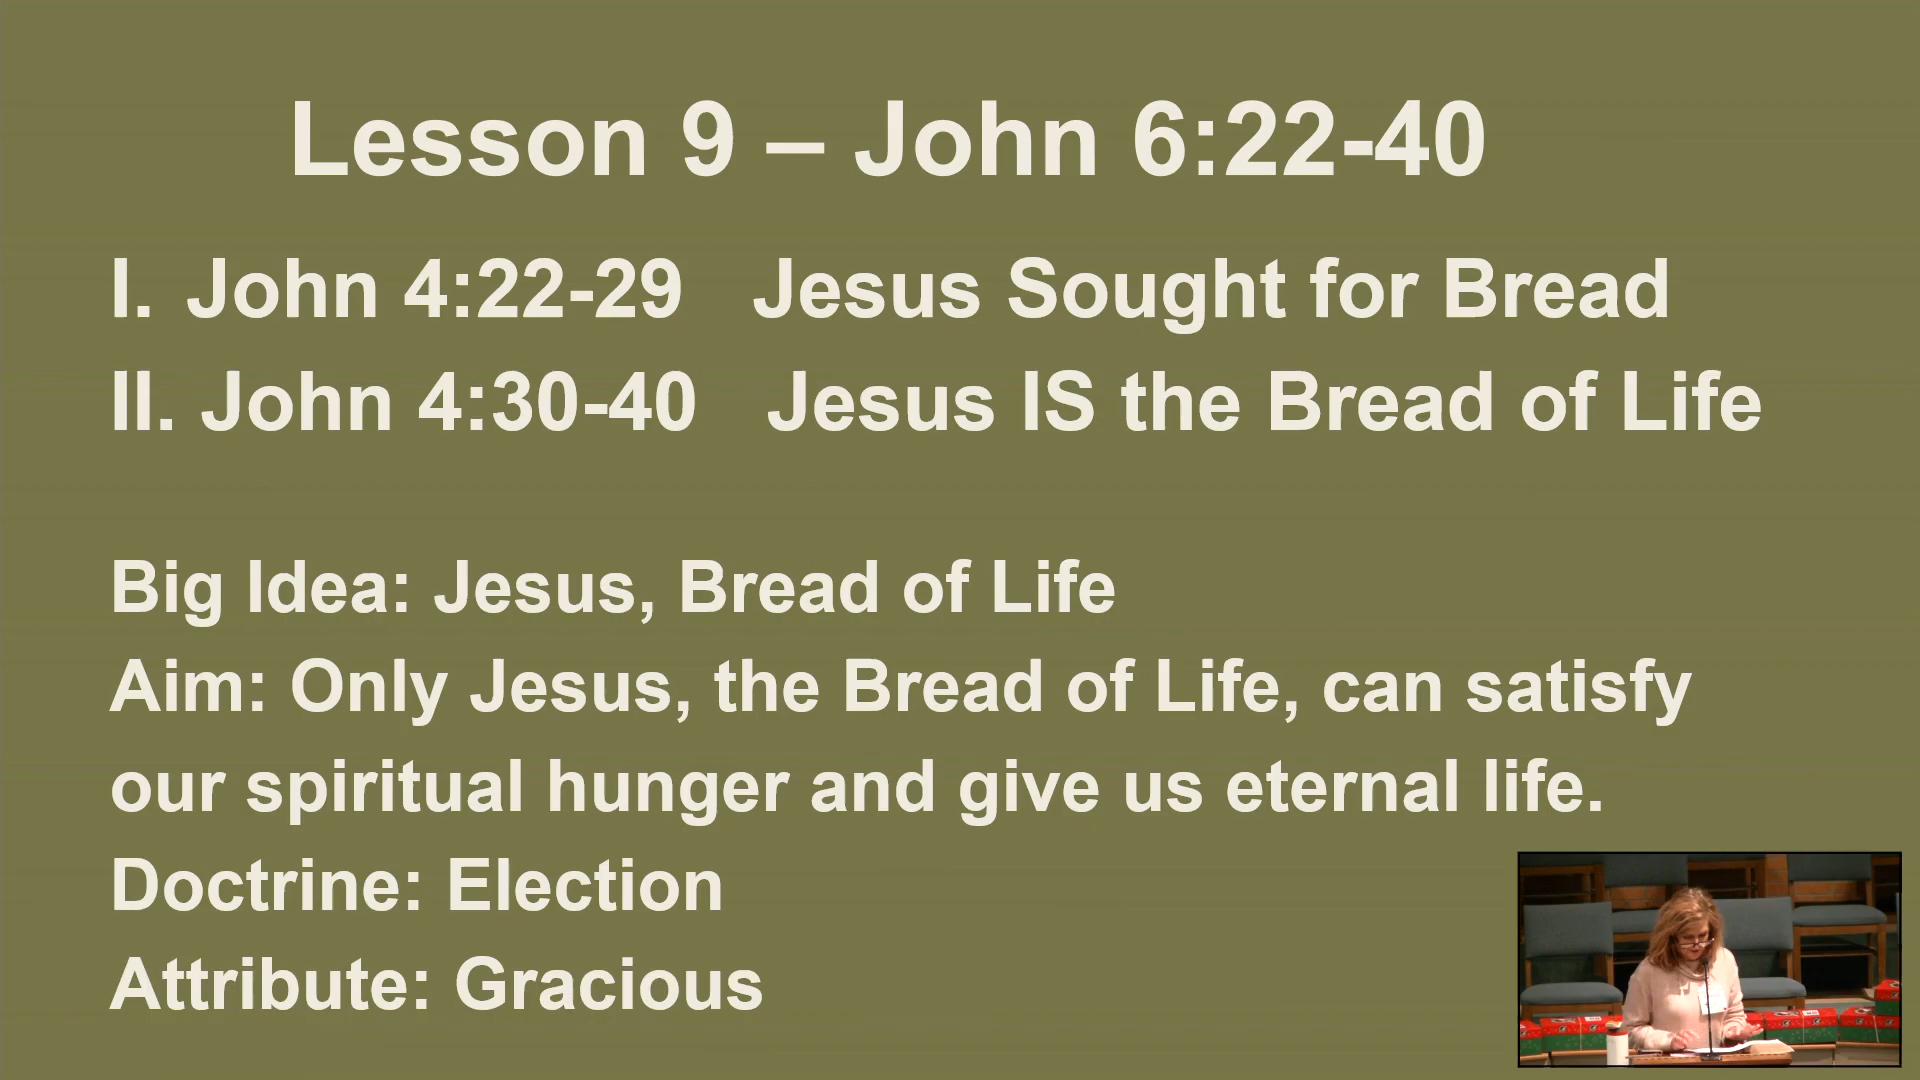 Lesson 9 – John 6:22-40
I. John 4:22-29 Jesus Sought for Bread
II. John 4:30-40 Jesus IS the Bread of Life
Big Idea: Jesus, Bread of Life
Aim: Only Jesus, the Bread of Life, can satisfy
our spiritual hunger and give us eternal life.
Doctrine: Election
Attribute: Gracious